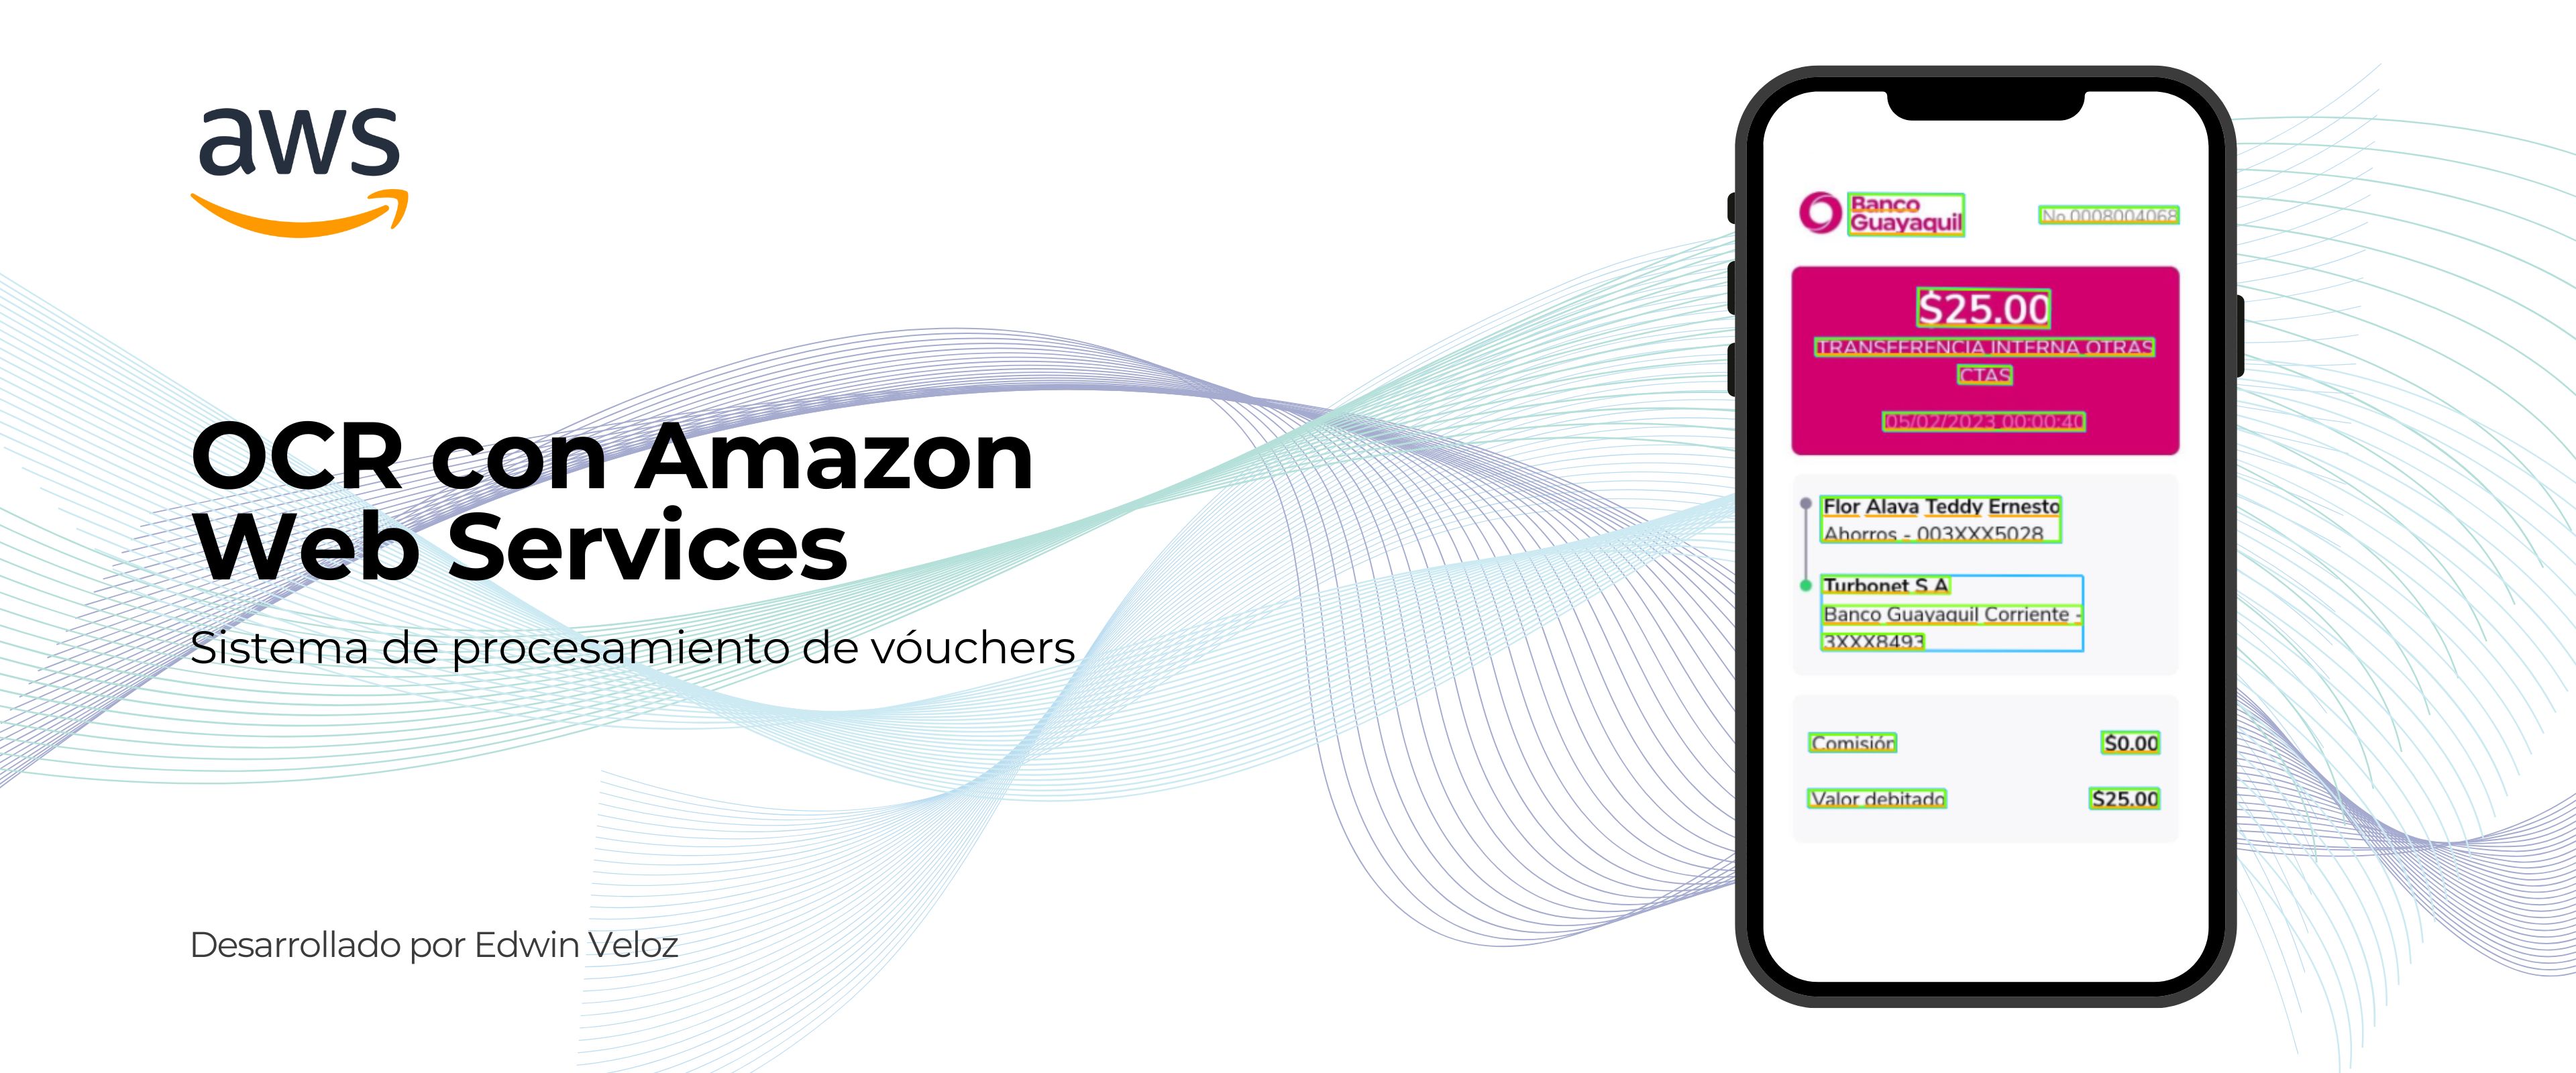 aws
OCR con Amazon
Web Services
Sistema de procesamiento de vóuchers
Desarrollado por Edwin Veloz
Banco
Guayaquil
No.0008004068
$25.00
TRANSFERENCIA INTERNA OTRAS
CTAS
05/02/2023 00:00:40
Flor Alava Teddy Ernesto
Ahorros - 003XXX5028
Turbonet S A
Banco Guayaquil Corriente -
3XXX8493
Comisión
$0.00
Valor debitado
$25.00